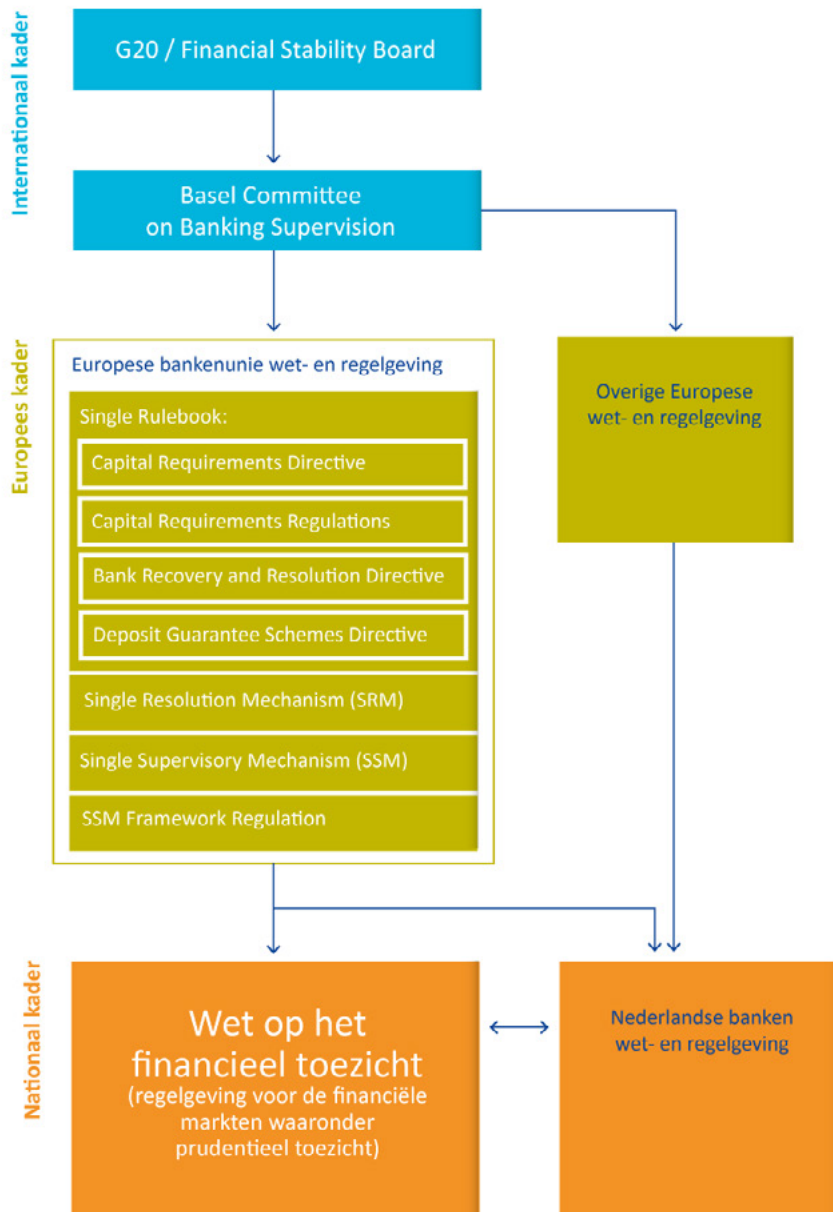 Internationaal kader
G20 / Financial Stability Board
Basel Committee
on Banking Supervision
Europees kader
Europese bankenunie wet- en regelgeving
Single Rulebook:
Capital Requirements Directive
Capital Requirements Regulations
Bank Recovery and Resolution Directive
Deposit Guarantee Schemes Directive
Single Resolution Mechanism (SRM)
Single Supervisory Mechanism (SSM)
SSM Framework Regulation
Overige Europese
wet- en regelgeving
Nationaal kader
Wet op het
financieel toezicht
(regelgeving voor de financiële
markten waaronder
prudentieel toezicht)
Nederlandse banken
wet- en regelgeving